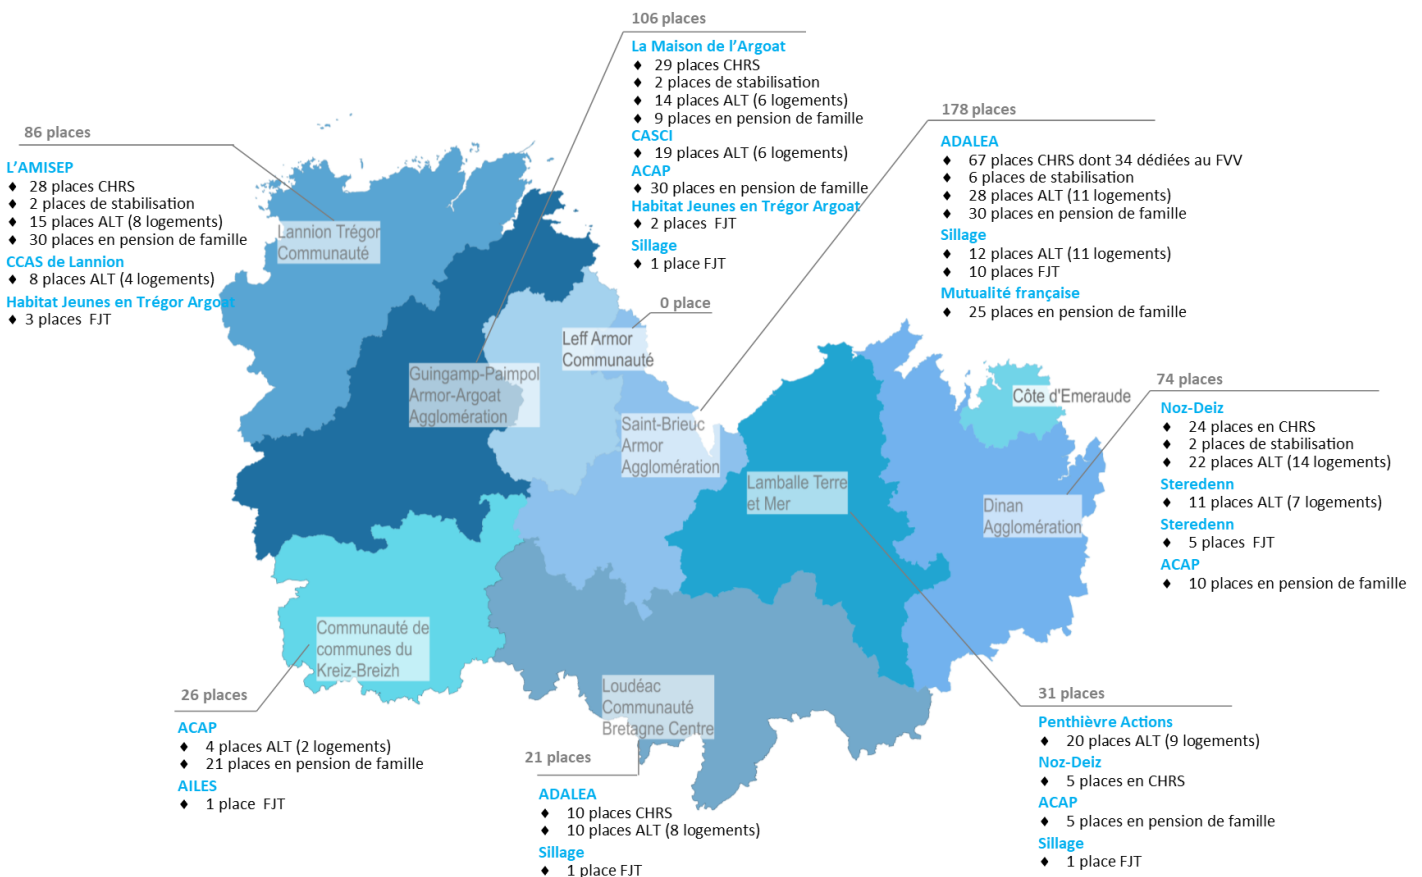 106 places
La Maison de l'Argoat
♦ 29 places CHRS
♦ 2 places de stabilisation
♦ 14 places ALT (6 logements)
♦ 9 places en pension de famille
CASCI
♦ 19 places ALT (6 logements)
ACAP
♦ 30 places en pension de famille
Habitat Jeunes en Trégor Argoat
♦ 2 places FJT
Sillage
♦ 1 place FJT
86 places
L'AMISEP
♦ 28 places CHRS
♦ 2 places de stabilisation
♦ 15 places ALT (8 logements)
♦ 30 places en pension de famille
CCAS de Lannion
♦ 8 places ALT (4 logements)
Habitat Jeunes en Trégor Argoat
♦ 3 places FJT
178 places
ADALEA
♦ 67 places CHRS dont 34 dédiées au FVV
♦ 6 places de stabilisation
♦ 28 places ALT (11 logements)
♦ 30 places en pension de famille
Sillage
♦ 12 places ALT (11 logements)
♦ 10 places FJT
Mutualité française
♦ 25 places en pension de famille
0 place
Lannion Trégor
Communauté
Leff Armor
Communauté
Guingamp-Paimpol
Armor-Argoat
Agglomération
Saint-Brieuc
Armor
Agglomération
Lamballe Terre
et Mer
Côte d'Emeraude
Dinan
Agglomération
Communauté de
communes du
Kreiz-Breizh
Loudéac
Communauté
Bretagne Centre
74 places
Noz-Deiz
♦ 24 places en CHRS
♦ 2 places de stabilisation
♦ 22 places ALT (14 logements)
Steredenn
♦ 11 places ALT (7 logements)
Steredenn
♦ 5 places FJT
ACAP
♦ 10 places en pension de famille
26 places
ACAP
♦ 4 places ALT (2 logements)
♦ 21 places en pension de famille
AILES
♦ 1 place FJT
21 places
ADALEA
♦ 10 places CHRS
♦ 10 places ALT (8 logements)
Sillage
♦ 1 place FJT
31 places
Penthièvre Actions
♦ 20 places ALT (9 logements)
Noz-Deiz
♦ 5 places en CHRS
ACAP
♦ 5 places en pension de famille
Sillage
♦ 1 place FJT